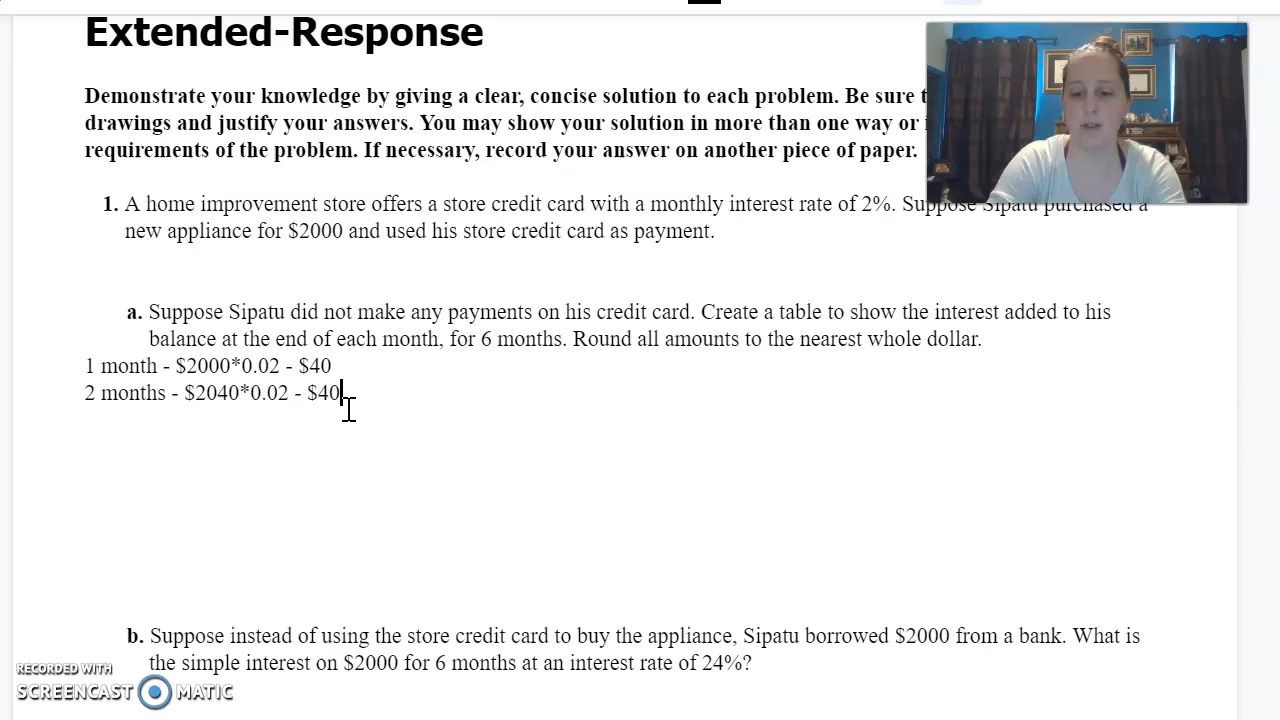 Extended-Response
Demonstrate your knowledge by giving a clear, concise solution to each problem. Be sure
drawings and justify your answers. You may show your solution in more than one way or
requirements of the problem. If necessary, record your answer on another piece of paper.
1. A home improvement store offers a store credit card with a monthly interest rate of 2%. Suppose Sipatu purchased a
new appliance for $2000 and used his store credit card as payment.
a. Suppose Sipatu did not make any payments on his credit card. Create a table to show the interest added to his
balance at the end of each month, for 6 months. Round all amounts to the nearest whole dollar.
1 month - $2000*0.02 - $40
2 months - $2040*0.02 - $40
b. Suppose instead of using the store credit card to buy the appliance, Sipatu borrowed $2000 from a bank. What is
the simple interest on $2000 for 6 months at an interest rate of 24%?
RECORDED WITH
SCREENCAST MATIC